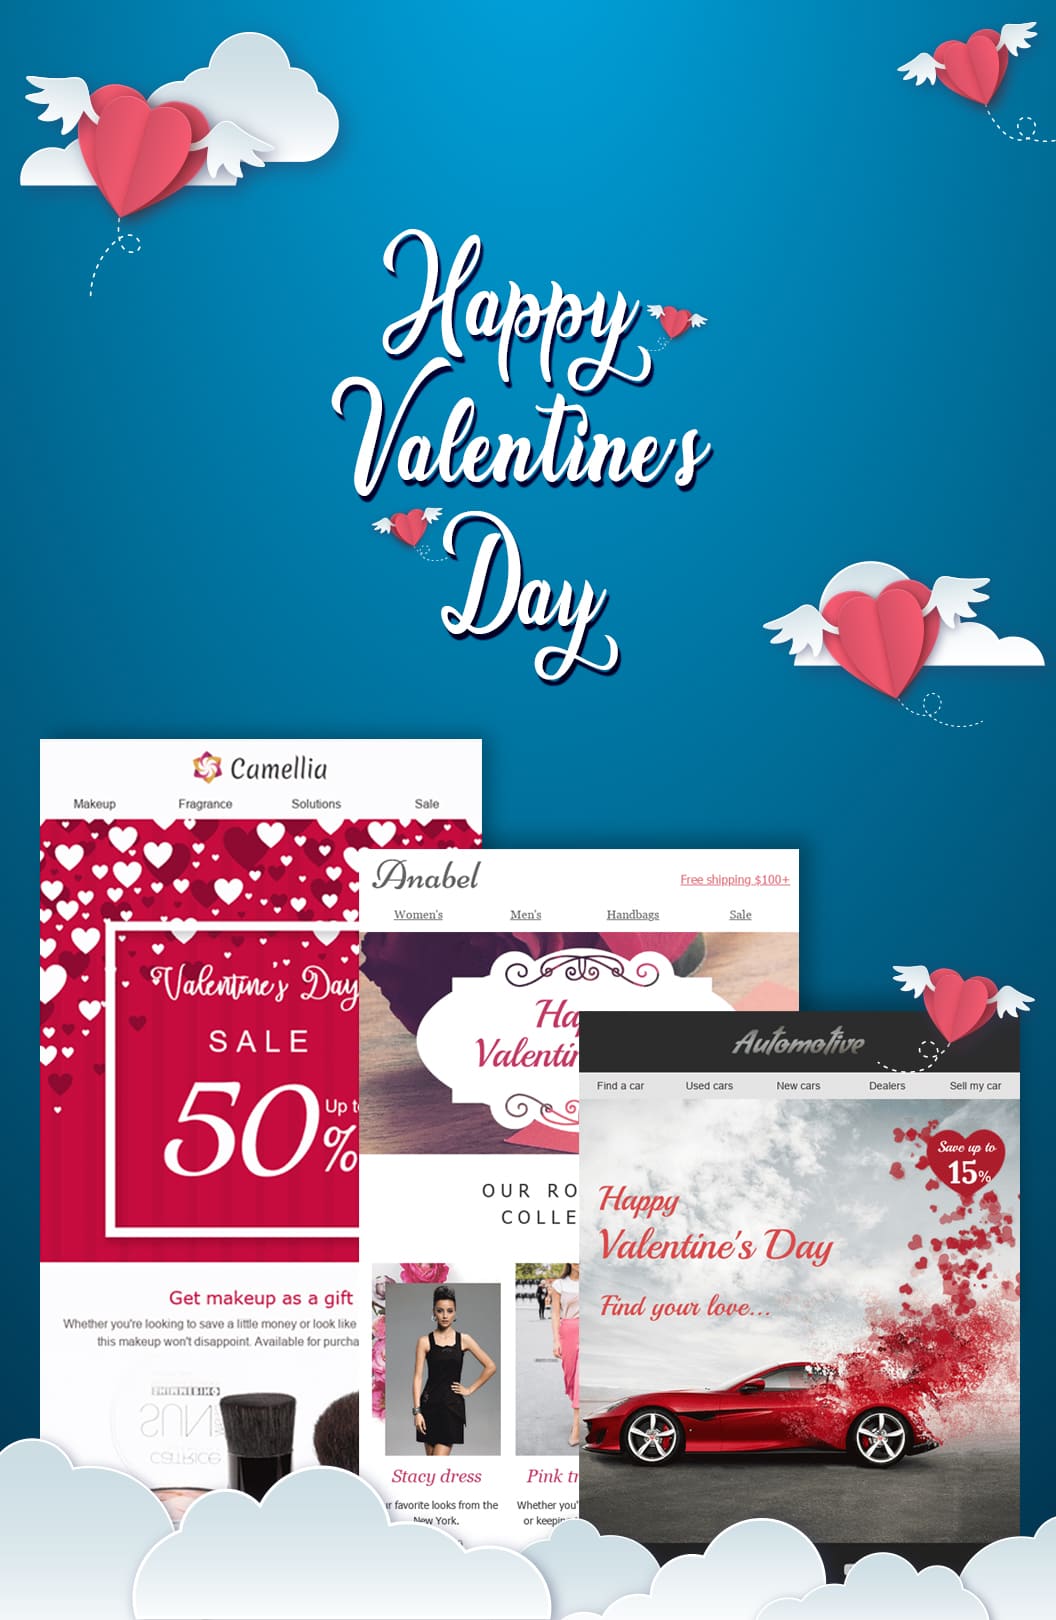 Happy
Valentine's
Day
Camellia
Makeup Fragrance Solutions Sale
Valentine's Day
SALE
50 Up to
%
Get makeup as a gift
Whether you're looking to save a little money or look like
this makeup won't disappoint. Available for purcha
Anabel
Free shipping $100+
Women's Men's Handbags Sale
Ha
Valentin
OUR RO
COLLE
Stacy dress
Pink tr
r favorite looks from the
New York.
Whether you'
or keepin
Automotive
Find a car Used cars New cars Dealers Sell my car
Save up to
15%
Happy
Valentine's Day
Find your love...